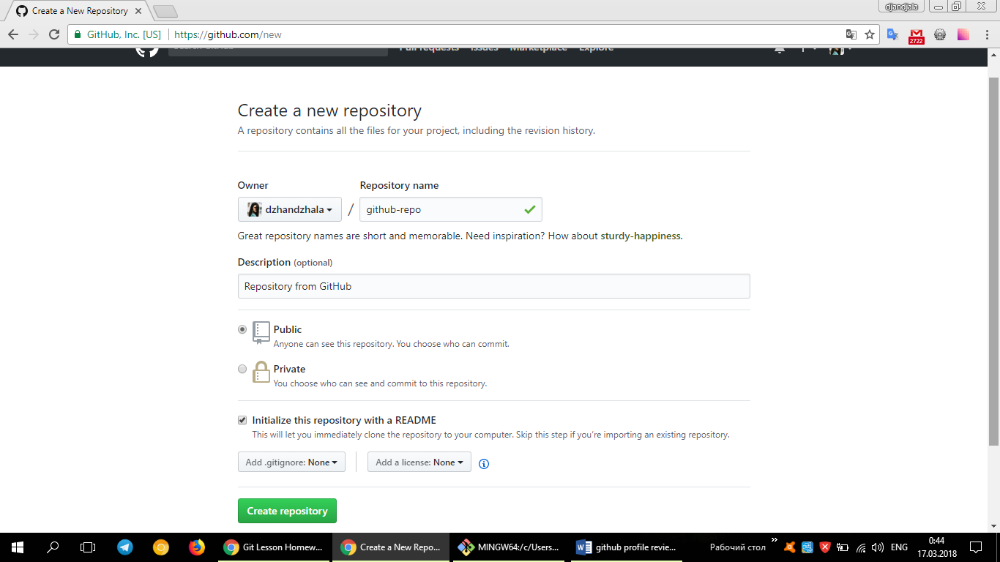 Create a New Repository
djandjala
GitHub, Inc. [US] https://github.com/new
2722
Pull requests Issues Marketplace Explore
Create a new repository
A repository contains all the files for your project, including the revision history.
Owner Repository name
dzhandzhala / github-repo
Great repository names are short and memorable. Need inspiration? How about sturdy-happiness.
Description (optional)
Repository from GitHub
Public
Anyone can see this repository. You choose who can commit.
Private
You choose who can see and commit to this repository.
Initialize this repository with a README
This will let you immediately clone the repository to your computer. Skip this step if you're importing an existing repository.
Add .gitignore: None Add a license: None
Create repository
Git Lesson Homew... Create a New Repo... MINGW64:/c/Users... github profile revie... Рабочий стол ENG 0:44
17.03.2018